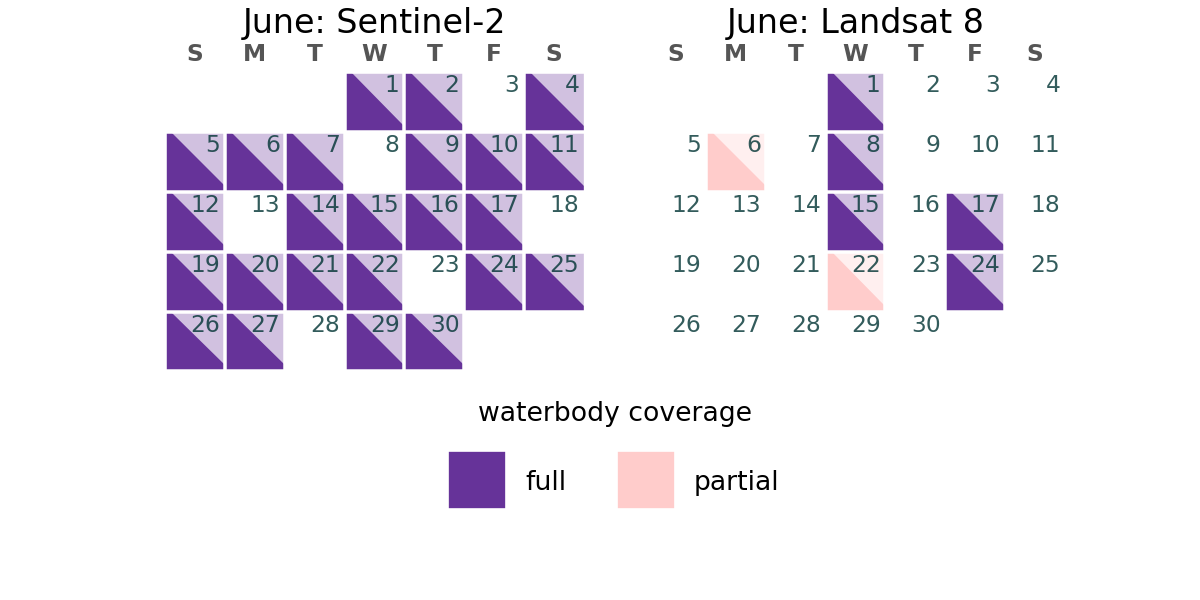 June: Sentinel-2
S M T W T F S
1 2 3 4
5 6 7 8 9 10 11
12 13 14 15 16 17 18
19 20 21 22 23 24 25
26 27 28 29 30
June: Landsat 8
S M T W T F S
1 2 3 4
5 6 7 8 9 10 11
12 13 14 15 16 17 18
19 20 21 22 23 24 25
26 27 28 29 30
waterbody coverage
full
partial